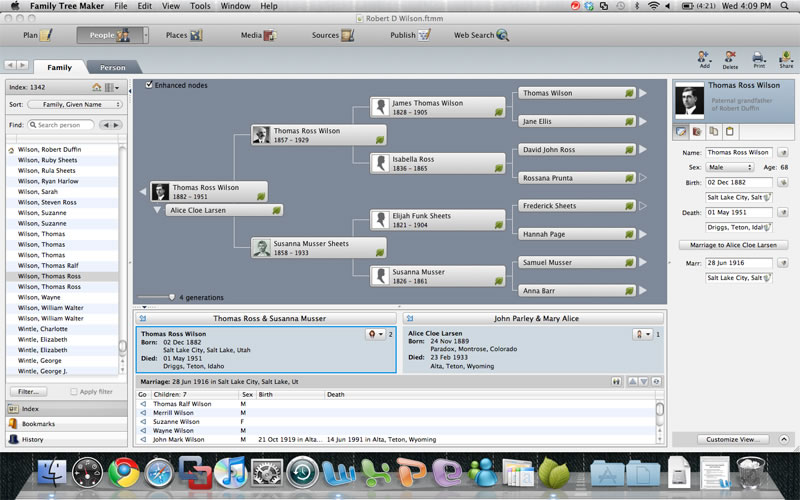 Family Tree Maker File Edit View Tools Window Help (4:21) Wed 4:09 PM
Robert D Wilson.ftmm
Plan People Places Media Sources Publish Web Search
Family Person
Add Delete Print Share
Index: 1342
Sort: (Family, Given Name)
Find: Search person
Wilson, Robert Duffin
Wilson, Ruby Sheets
Wilson, Rula Sheets
Wilson, Ryan Harlow
Wilson, Sarah
Wilson, Steven Ross
Wilson, Suzanne
Wilson, Suzanne
Wilson, Thomas
Wilson, Thomas
Wilson, Thomas
Wilson, Thomas Ralf
Wilson, Thomas Ross
Wilson, Thomas Ross
Wilson, Wayne
Wilson, William Walter
Wilson, William Walter
Wintle, Charlotte
Wintle, Elizabeth
Wintle, Elizabeth
Wintle, George
Wintle, George J.
Filter... Apply filter
Index
Bookmarks
History
Enhanced nodes
Thomas Ross Wilson
1882 - 1951
Alice Cloe Larsen
Thomas Ross Wilson
1857 - 1929
Susanna Musser Sheets
1858 - 1933
James Thomas Wilson
1828 - 1905
Isabella Ross
1836 - 1865
Elijah Funk Sheets
1821 - 1904
Susanna Musser
1826 - 1861
Thomas Wilson
Jane Ellis
David John Ross
Rossana Prunta
Frederick Sheets
Hannah Page
Samuel Musser
Anna Barr
4 generations
Thomas Ross & Susanna Musser
John Parley & Mary Alice
Thomas Ross Wilson 2
Born: 02 Dec 1882
Salt Lake City, Salt Lake, Utah
Died: 01 May 1951
Driggs, Teton, Idaho
Alice Cloe Larsen 1
Born: 24 Nov 1889
Paradox, Montrose, Colorado
Died: 23 Feb 1933
Alta, Teton, Wyoming
Marriage: 28 Jun 1916 in Salt Lake City, Salt Lake, Ut
Go Children: 7 Sex Birth Death
Thomas Ralf Wilson M
Merrill Wilson M
Suzanne Wilson F
Wayne Wilson M
John Mark Wilson M 21 Oct 1919 in Alta... 14 Jun 1991 in Alta, Teton, Wyoming
Thomas Ross Wilson
Paternal grandfather
of Robert Duffin
Name: Thomas Ross Wilson
Sex: Male Age: 68
Birth: 02 Dec 1882
Salt Lake City, Salt
Death: 01 May 1951
Driggs, Teton, Idah
Marriage to Alice Cloe Larsen
Marr: 28 Jun 1916
Salt Lake City, Salt
Customize View...